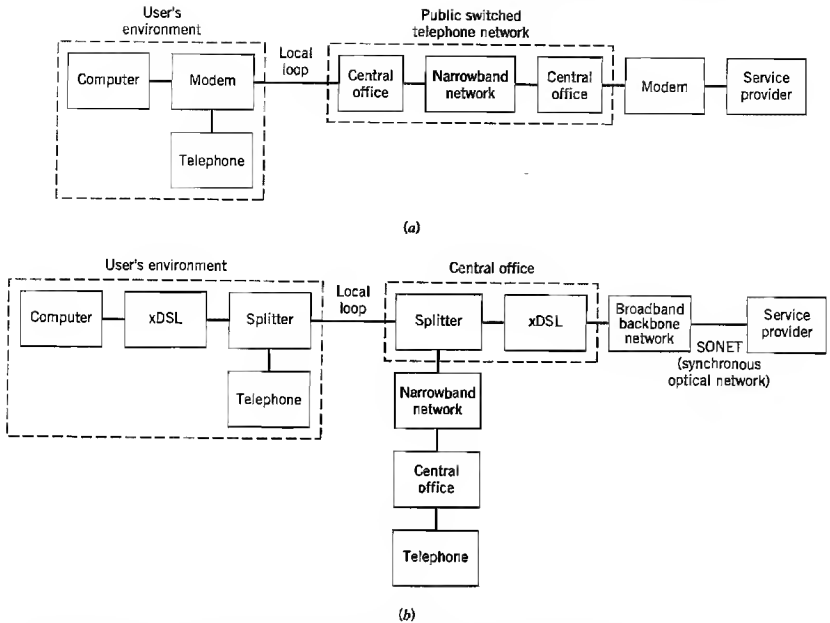 User's
environment
Public switched
telephone network
Local
loop
Computer
Modem
Central
office
Narrowband
network
Central
office
Modem
Service
provider
Telephone
(a)
User's environment
Central office
Local
loop
Computer
xDSL
Splitter
Splitter
xDSL
Broadband
backbone
network
Service
provider
SONET
(synchronous
optical network)
Telephone
Narrowband
network
Central
office
Telephone
(b)